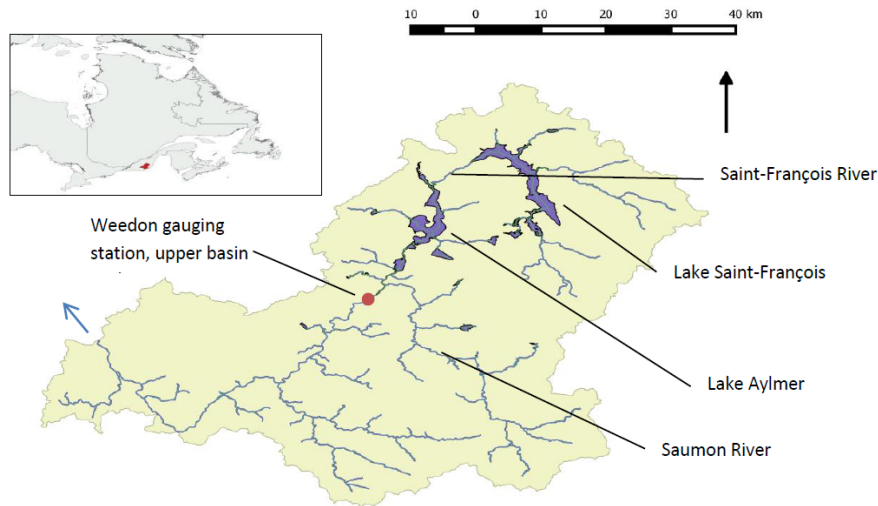 10 0 10 20 30 40 km
Saint-François River
Weedon gauging
station, upper basin
Lake Saint-François
Lake Aylmer
Saumon River